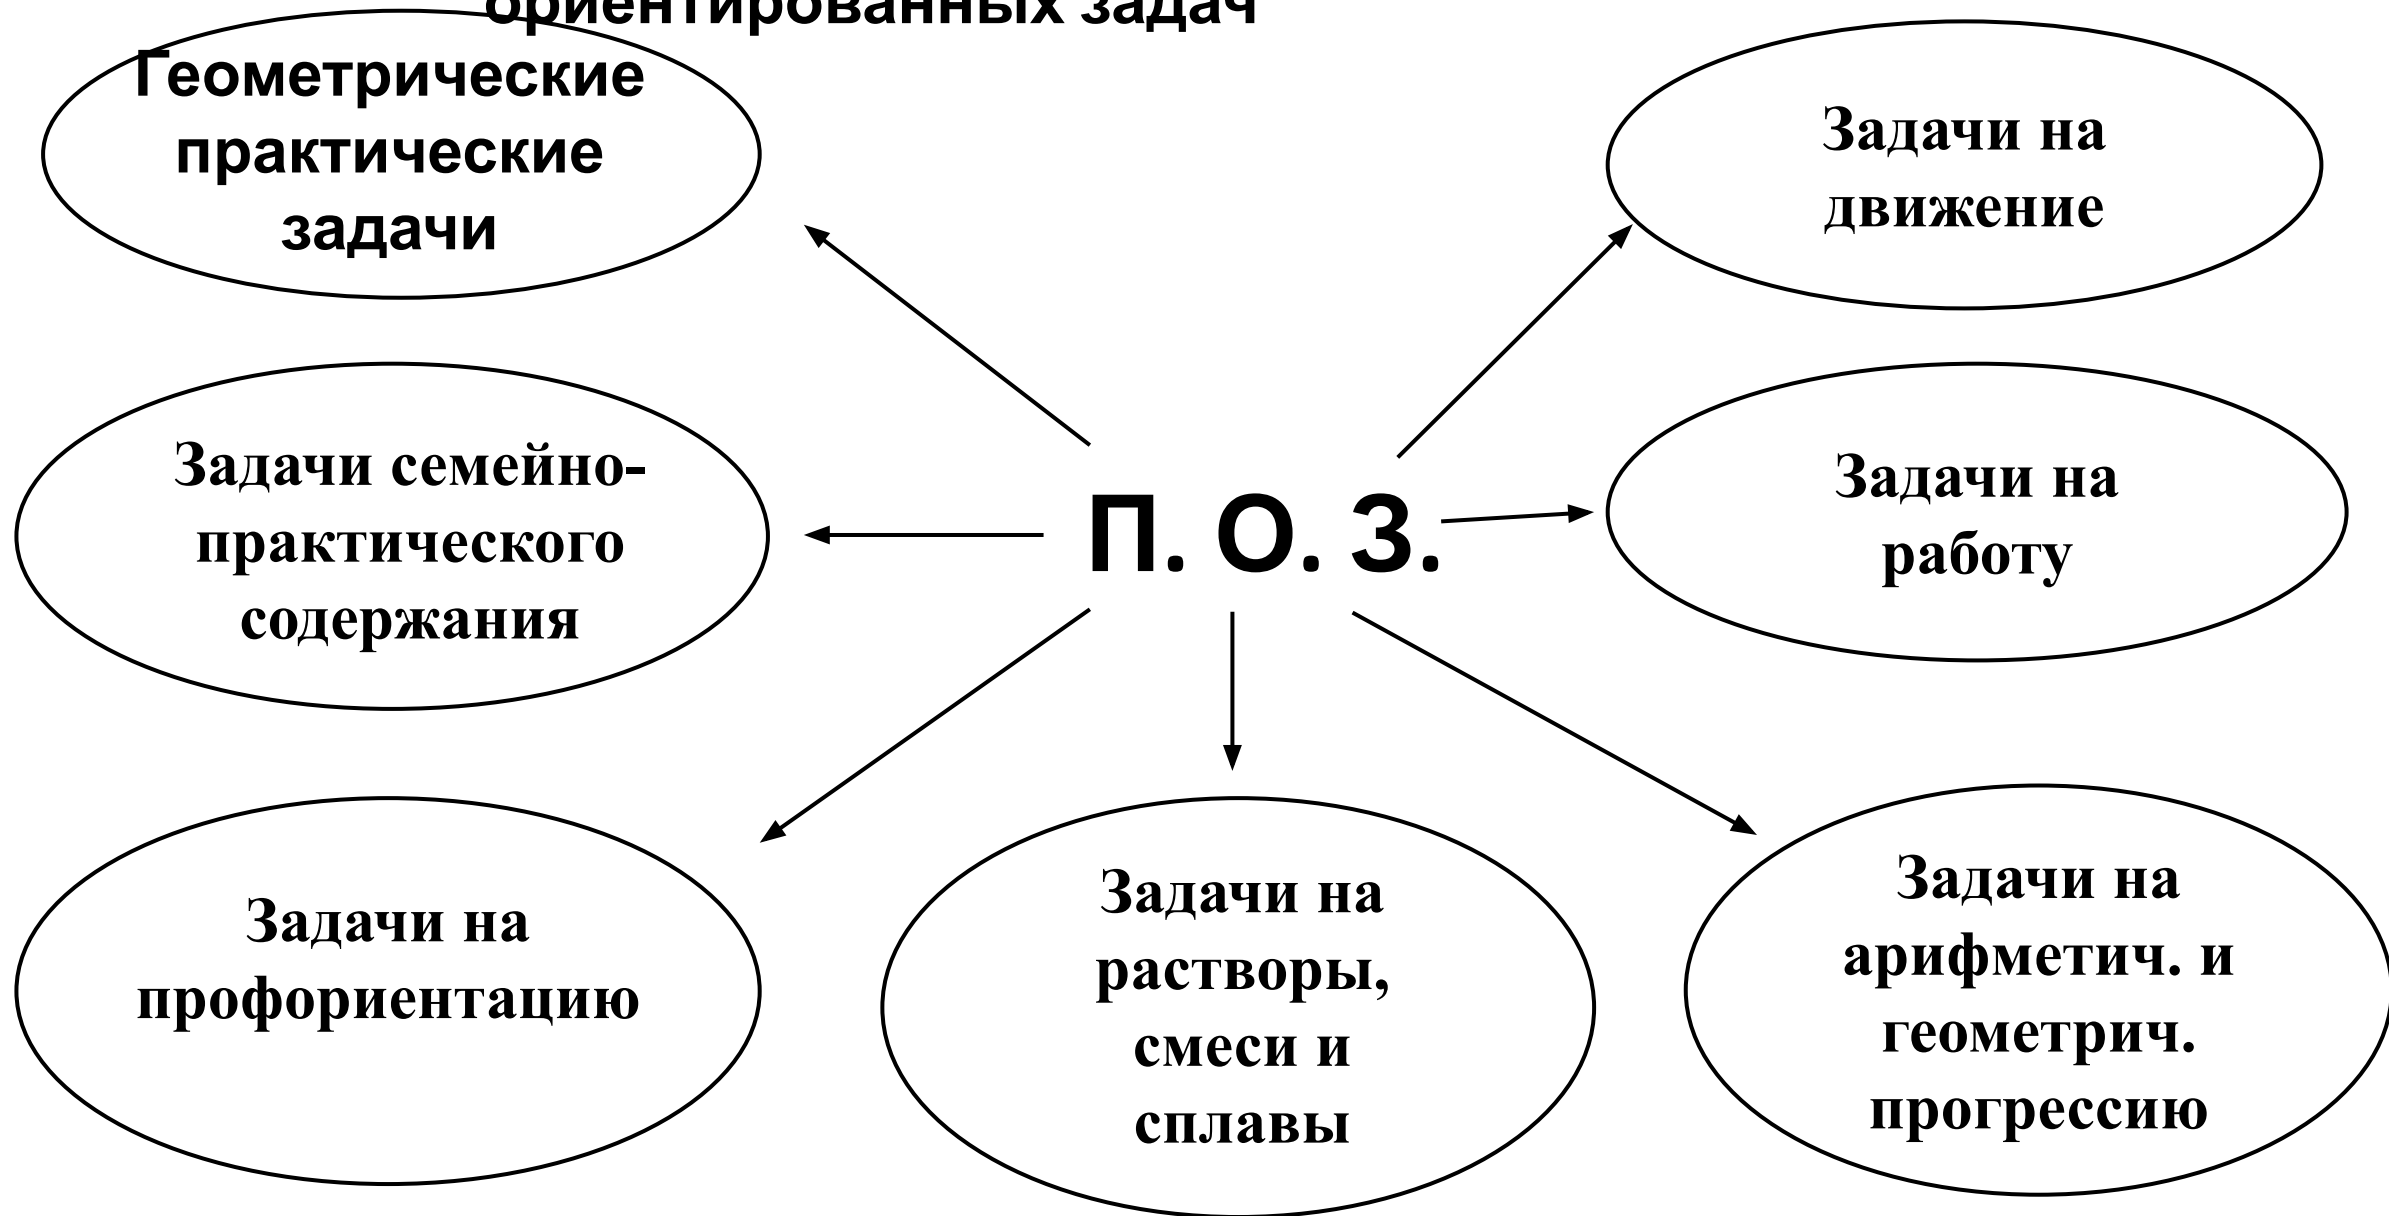 ориентированных задач
Геометрические
практические
задачи
Задачи на
движение
Задачи семейно-
практического
содержания
П. О. З.
Задачи на
работу
Задачи на
профориентацию
Задачи на
растворы,
смеси и
сплавы
Задачи на
арифметич. и
геометрич.
прогрессию